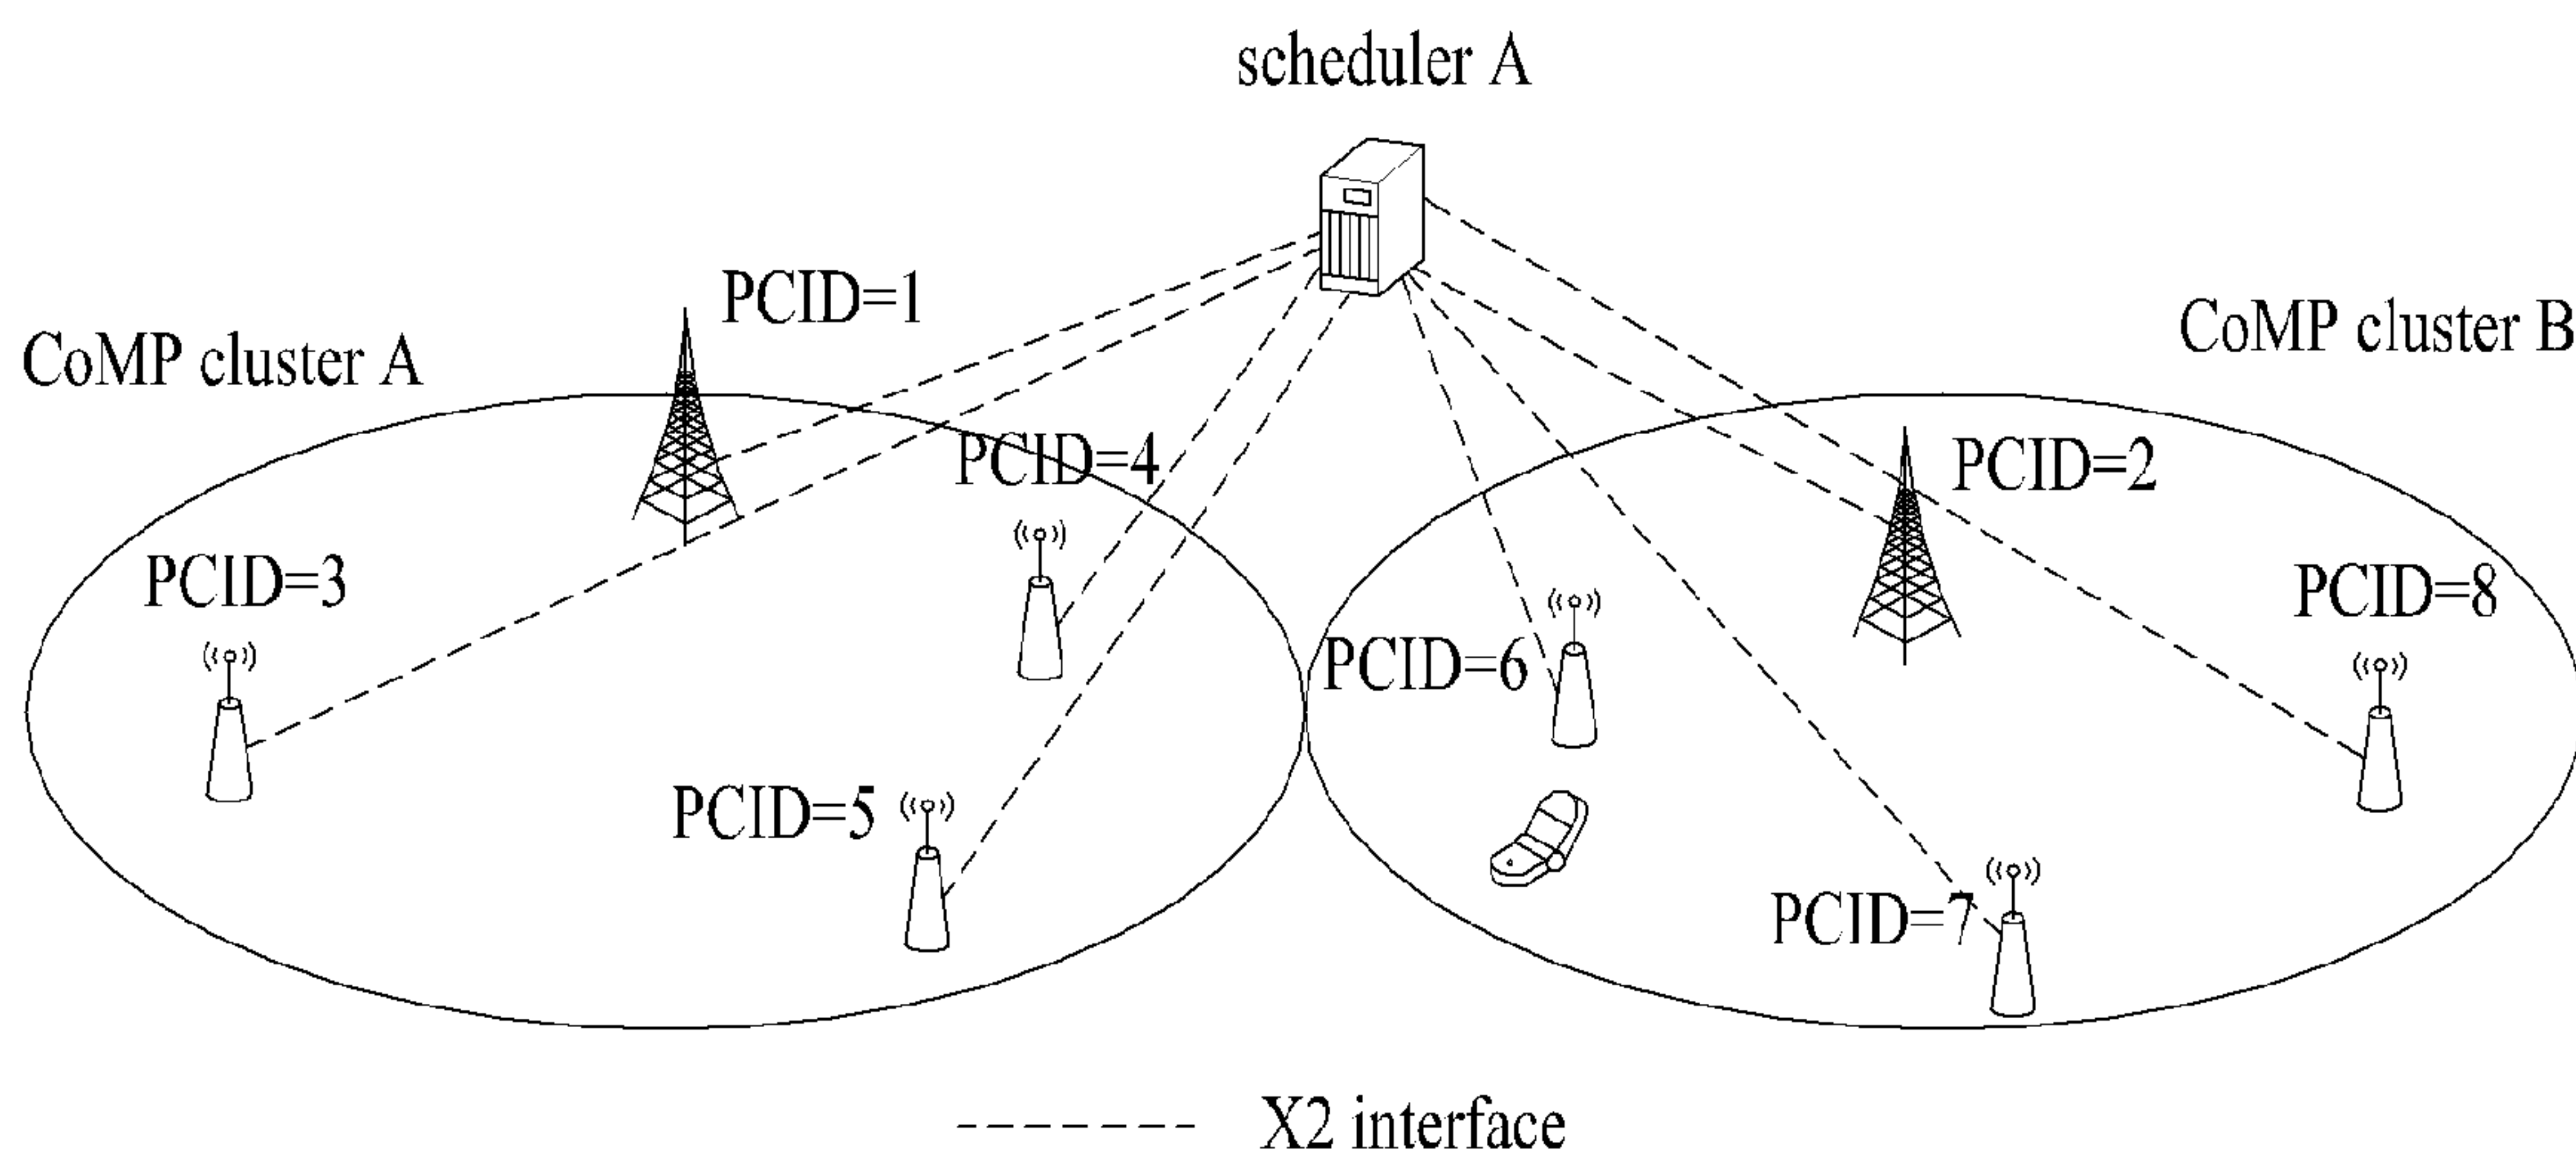 scheduler A
PCID=1
CoMP cluster A
CoMP cluster B
PCID=4
PCID=2
PCID=3
PCID=8
PCID=6
PCID=5
PCID=7
X2 interface